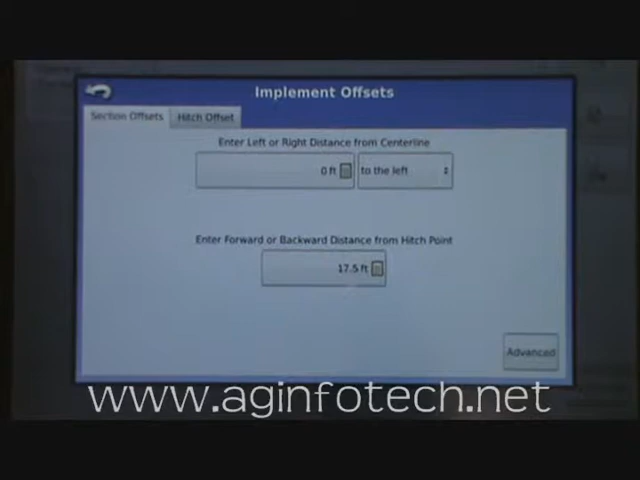 Implement Offsets
Section Offsets
Hitch Offset
Enter Left or Right Distance from Centerline
0 ft
to the left
Enter Forward or Backward Distance from Hitch Point
17.5 ft
Advanced
www.aginfotech.net